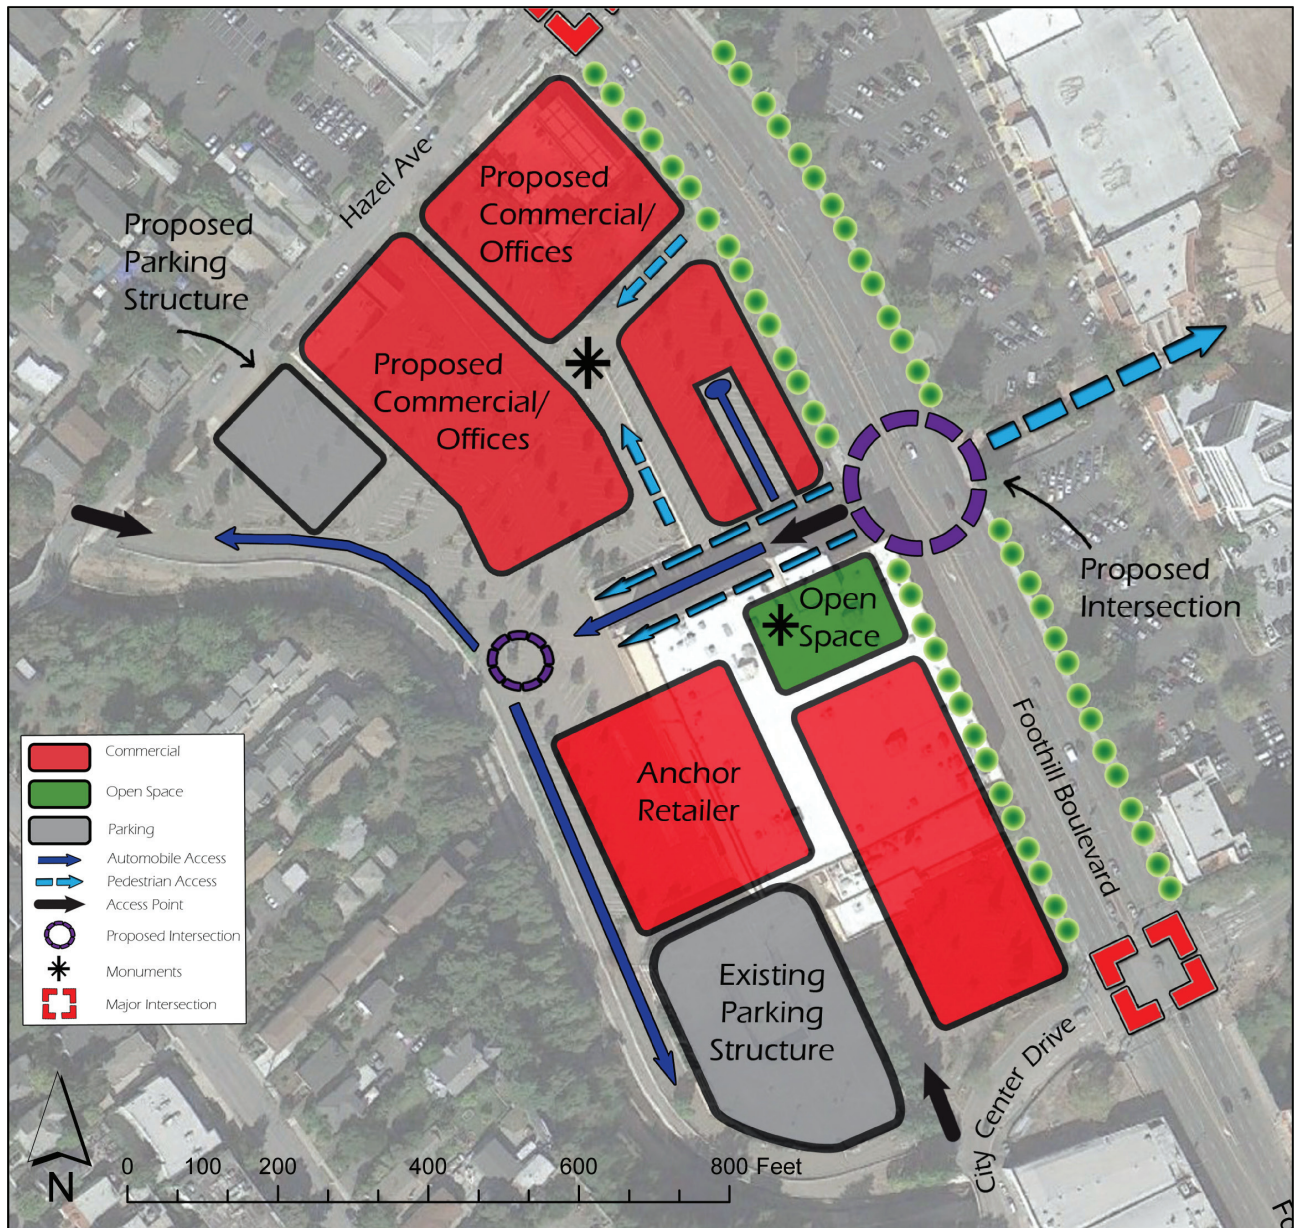 Hazel Ave
Proposed
Commercial/
Offices
Proposed
Parking
Structure
Proposed
Commercial/
Offices
Proposed
Intersection
Open
Space
Foothill Boulevard
Anchor
Retailer
Existing
Parking
Structure
City Center Drive
Commercial
Open Space
Parking
Automobile Access
Pedestrian Access
Access Point
Proposed Intersection
Monuments
Major Intersection
N
0 100 200 400 600 800 Feet